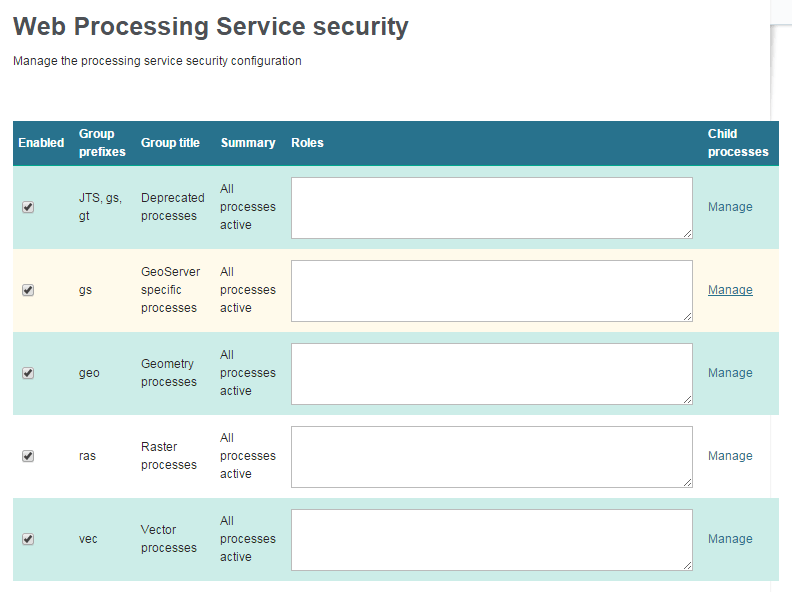 Web Processing Service security
Manage the processing service security configuration
Enabled
Group
prefixes
Group title
Summary
Roles
Child
processes
JTS, gs,
gt
Deprecated
processes
All
processes
active
Manage
gs
GeoServer
specific
processes
All
processes
active
Manage
geo
Geometry
processes
All
processes
active
Manage
ras
Raster
processes
All
processes
active
Manage
vec
Vector
processes
All
processes
active
Manage